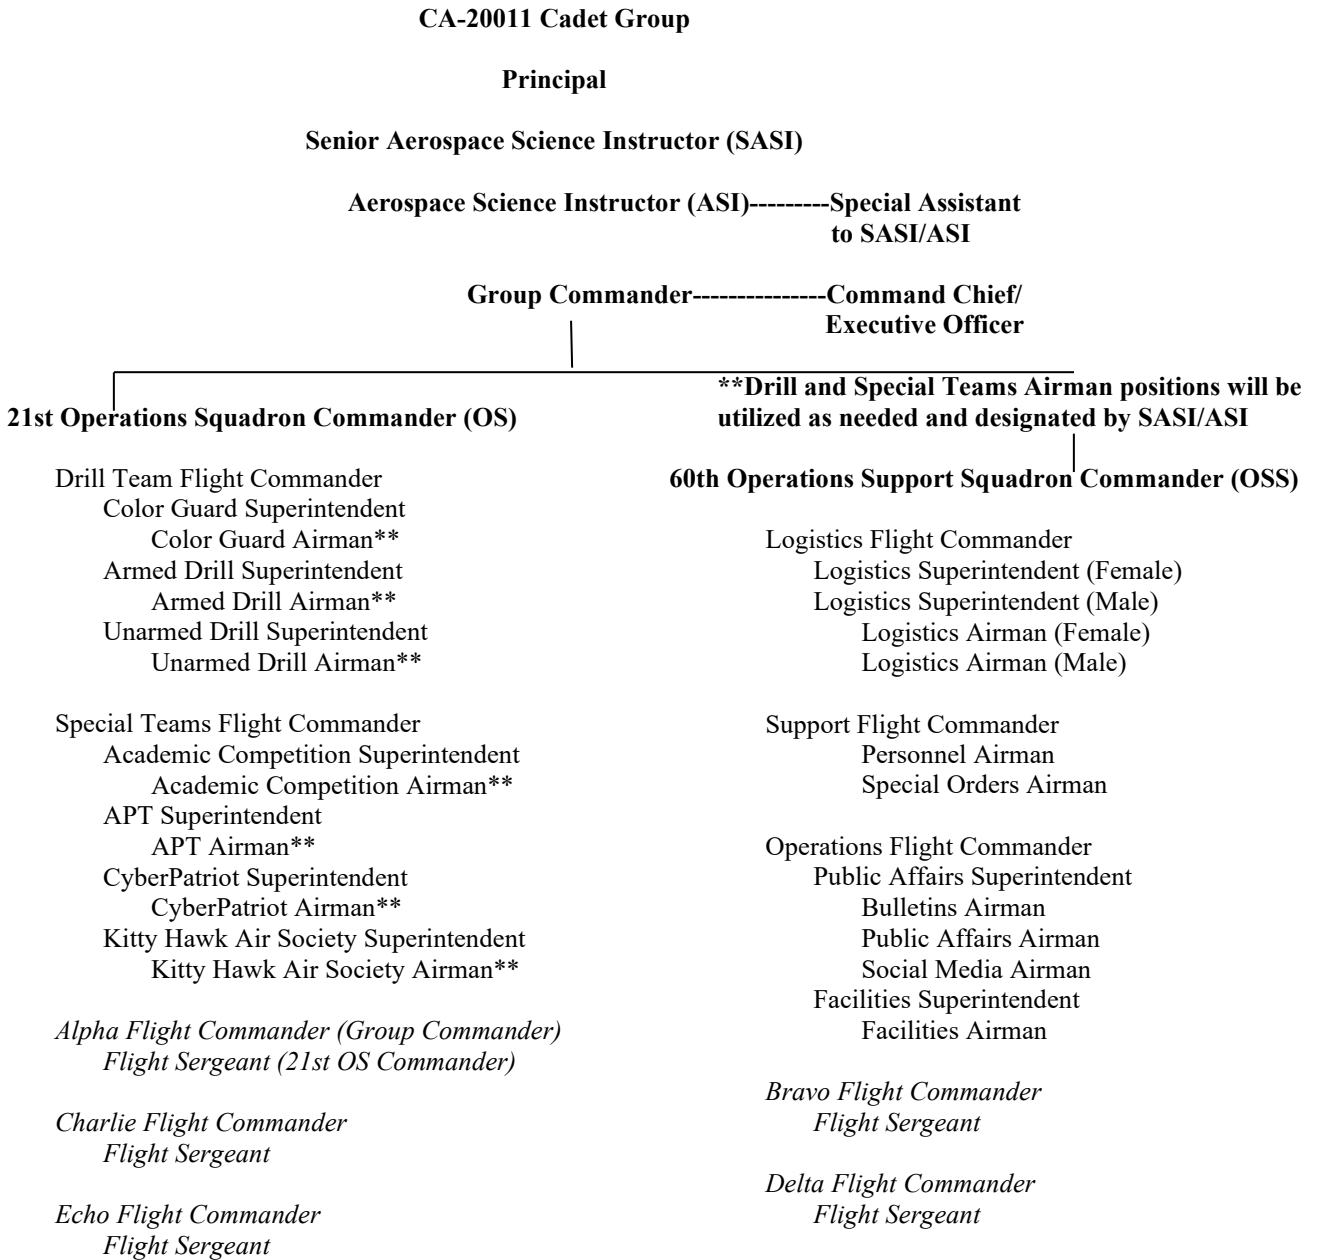 CA-20011 Cadet Group
Principal
Senior Aerospace Science Instructor (SASI)
Aerospace Science Instructor (ASI)---------Special Assistant
to SASI/ASI
Group Commander---------------Command Chief/
Executive Officer
21st Operations Squadron Commander (OS)
Drill Team Flight Commander
Color Guard Superintendent
Color Guard Airman**
Armed Drill Superintendent
Armed Drill Airman**
Unarmed Drill Superintendent
Unarmed Drill Airman**
Special Teams Flight Commander
Academic Competition Superintendent
Academic Competition Airman**
APT Superintendent
APT Airman**
CyberPatriot Superintendent
CyberPatriot Airman**
Kitty Hawk Air Society Superintendent
Kitty Hawk Air Society Airman**
Alpha Flight Commander (Group Commander)
Flight Sergeant (21st OS Commander)
Charlie Flight Commander
Flight Sergeant
Echo Flight Commander
Flight Sergeant
**Drill and Special Teams Airman positions will be
utilized as needed and designated by SASI/ASI
60th Operations Support Squadron Commander (OSS)
Logistics Flight Commander
Logistics Superintendent (Female)
Logistics Superintendent (Male)
Logistics Airman (Female)
Logistics Airman (Male)
Support Flight Commander
Personnel Airman
Special Orders Airman
Operations Flight Commander
Public Affairs Superintendent
Bulletins Airman
Public Affairs Airman
Social Media Airman
Facilities Superintendent
Facilities Airman
Bravo Flight Commander
Flight Sergeant
Delta Flight Commander
Flight Sergeant